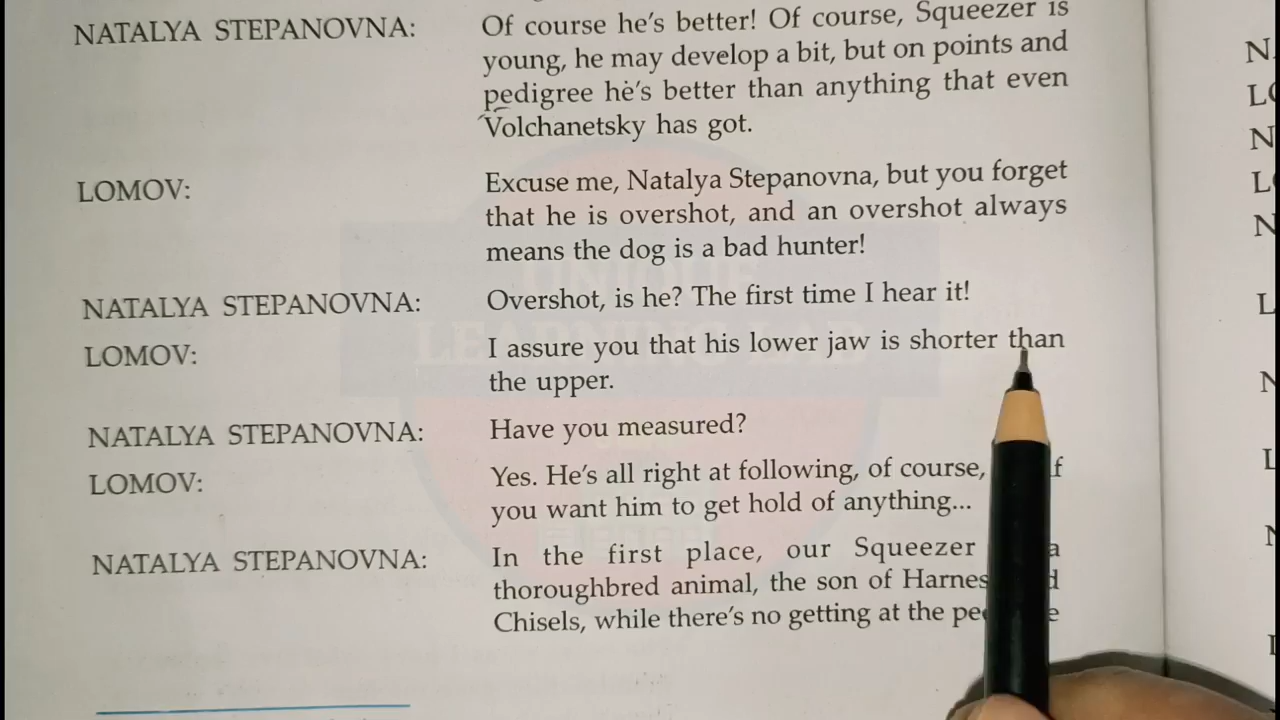 NATALYA STEPANOVNA: Of course he's better! Of course, Squeezer is
young, he may develop a bit, but on points and
pedigree he's better than anything that even
Volchanetsky has got.
LOMOV: Excuse me, Natalya Stepanovna, but you forget
that he is overshot, and an overshot always
means the dog is a bad hunter!
NATALYA STEPANOVNA: Overshot, is he? The first time I hear it!
LOMOV: I assure you that his lower jaw is shorter than
the upper.
NATALYA STEPANOVNA: Have you measured?
LOMOV: Yes. He's all right at following, of course,
you want him to get hold of anything...
NATALYA STEPANOVNA: In the first place, our Squeezer a
thoroughbred animal, the son of
Chisels, while there's no getting at the
UNIQUE
LEARNING LAB